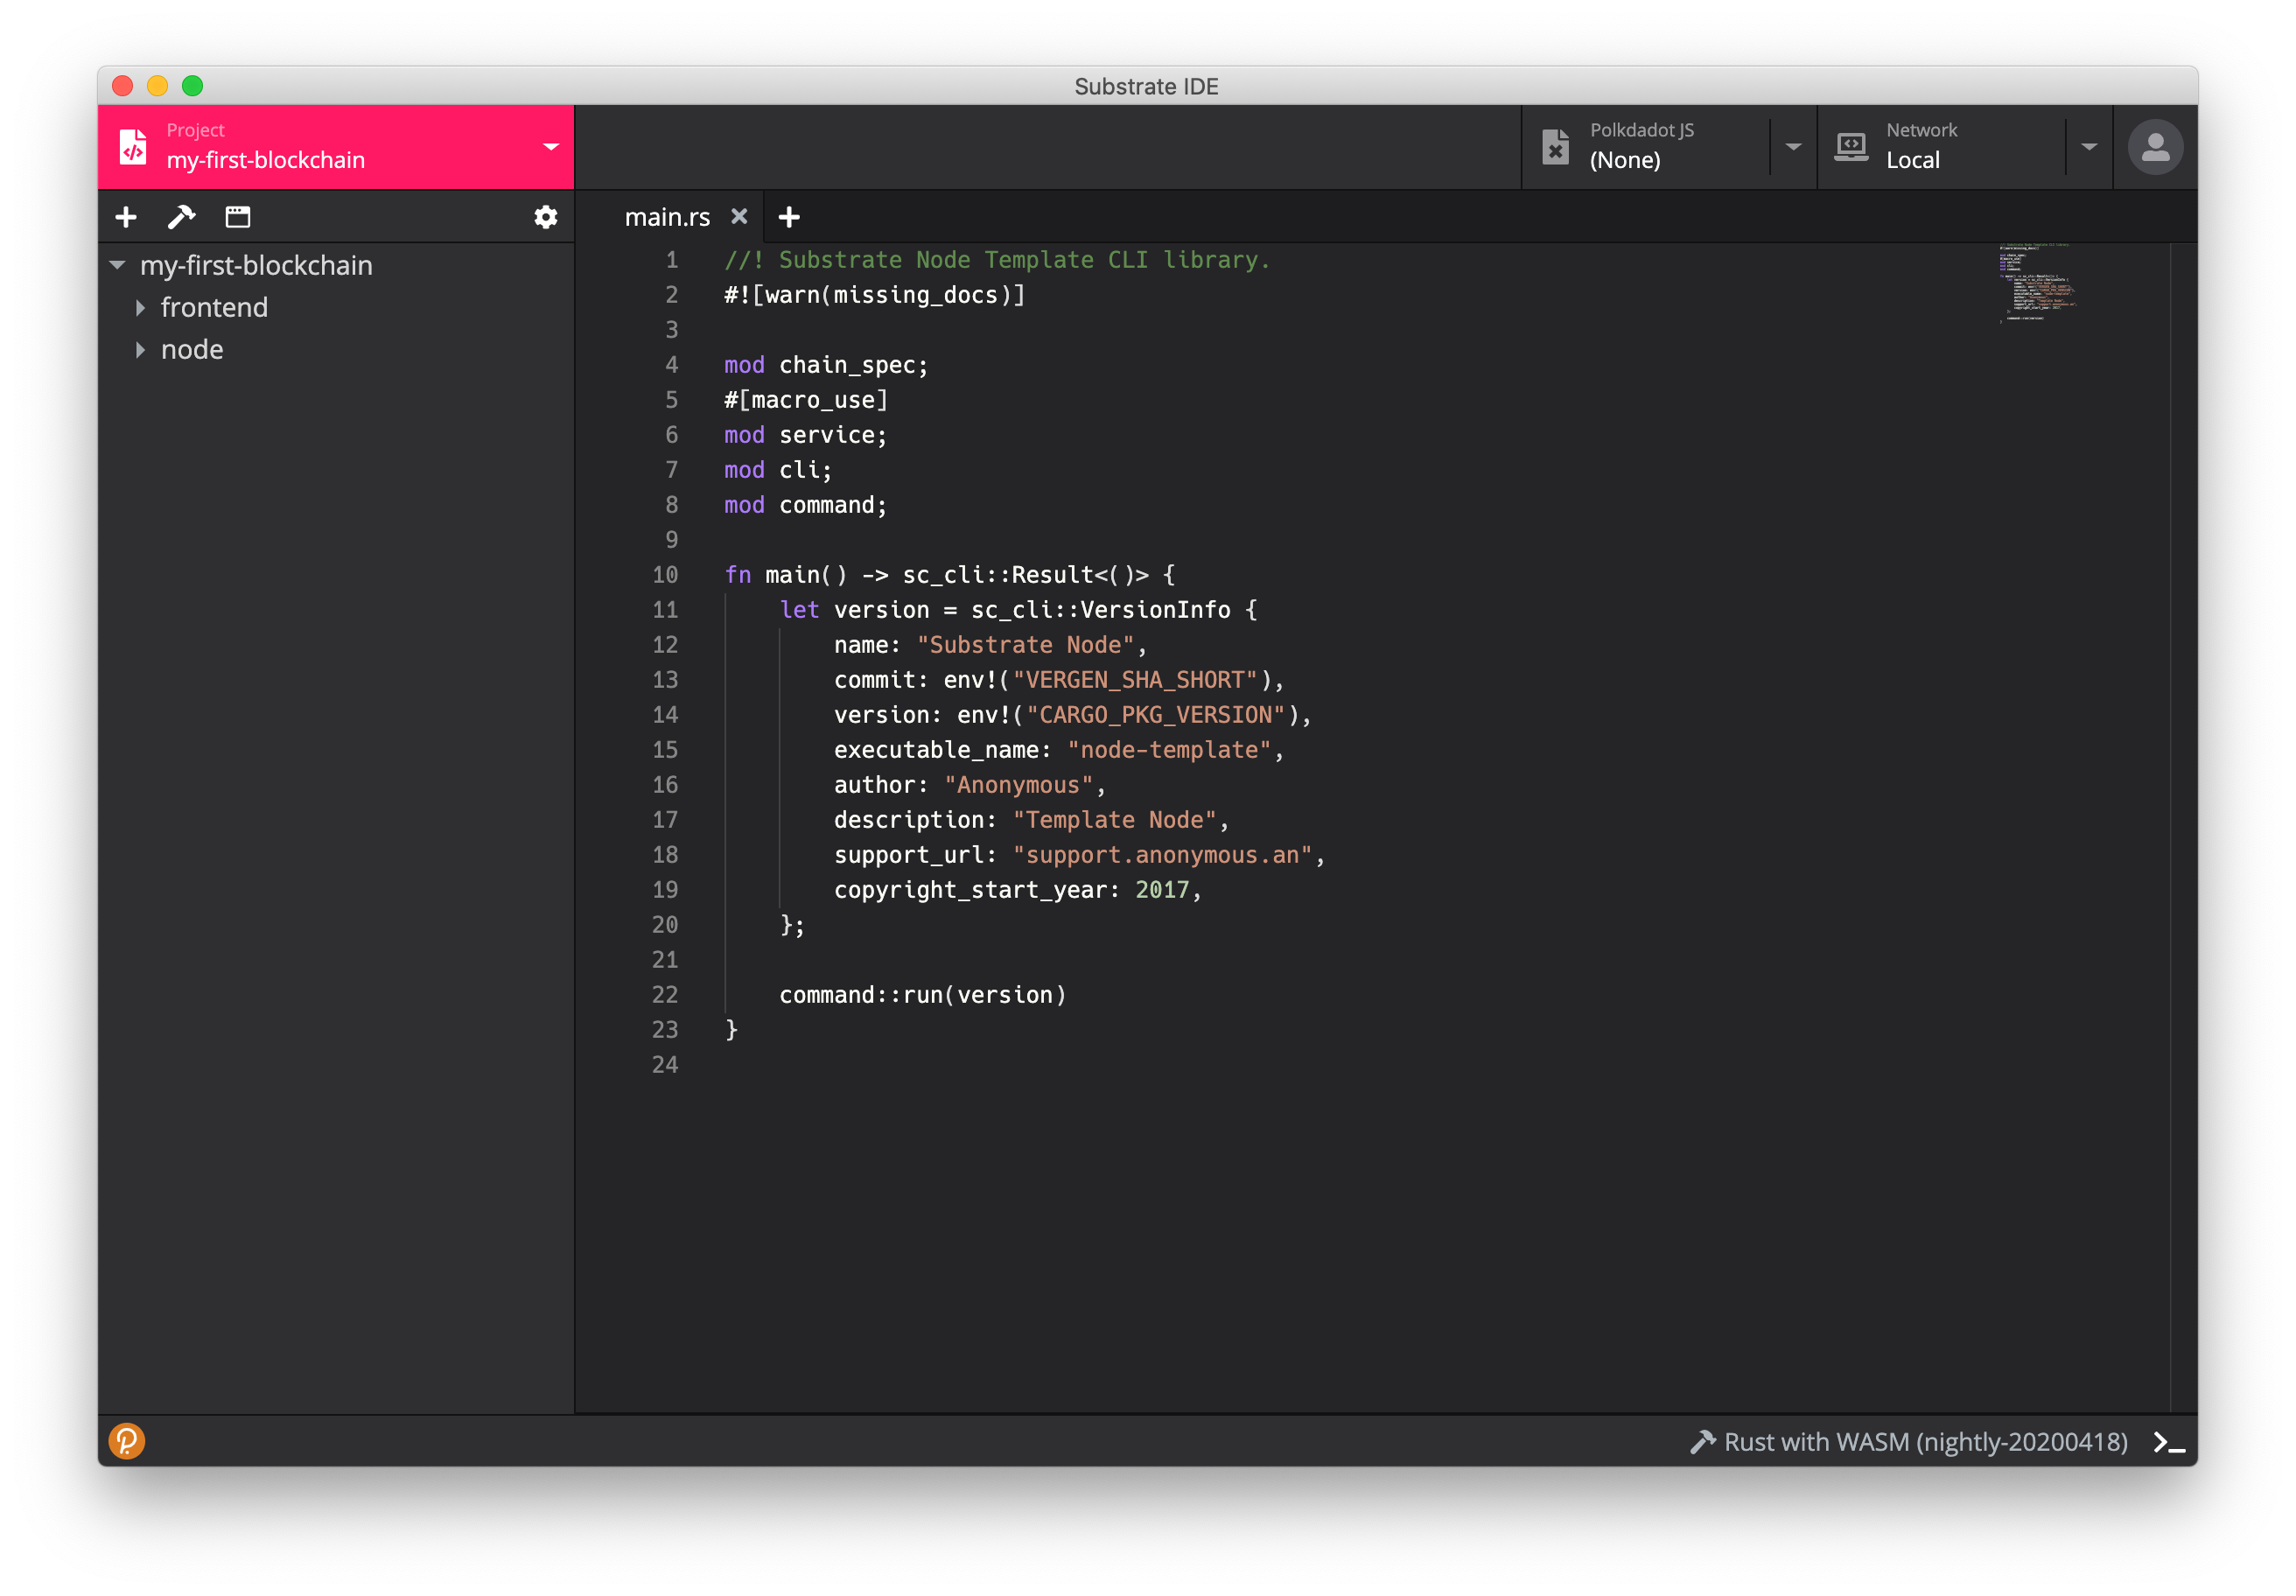 Substrate IDE
Project
my-first-blockchain
Polkdadot JS
(None)
Network
Local
main.rs
my-first-blockchain
frontend
node
1 //! Substrate Node Template CLI library.
2 #![warn(missing_docs)]
3
4 mod chain_spec;
5 #[macro_use]
6 mod service;
7 mod cli;
8 mod command;
9
10 fn main() -> sc_cli::Result<()> {
11     let version = sc_cli::VersionInfo {
12         name: "Substrate Node",
13         commit: env!("VERGEN_SHA_SHORT"),
14         version: env!("CARGO_PKG_VERSION"),
15         executable_name: "node-template",
16         author: "Anonymous",
17         description: "Template Node",
18         support_url: "support.anonymous.an",
19         copyright_start_year: 2017,
20     };
21
22     command::run(version)
23 }
24
Rust with WASM (nightly-20200418)